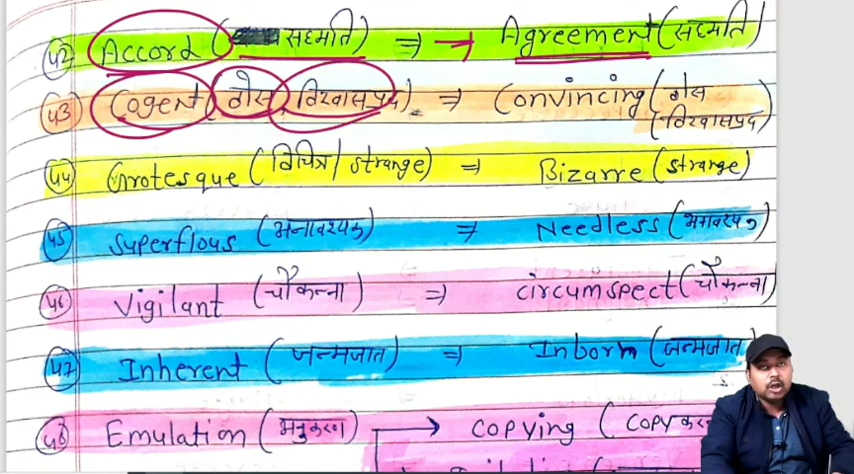 42 Accord ( सहमति ) ⇒ → Agreement (सहमति)
43 Cogent (ठोस, विश्वासप्रद) ⇒ Convincing (ठोस
(विश्वासप्रद)
44 Grotesque (विचित्र / strange) ⇒ Bizarre (strange)
45 Superflous (अनावश्यक) ⇒ Needless (अनावश्यक)
46 Vigilant (चौकन्ना) ⇒ circumspect (चौकन्ना)
47 Inherent (जन्मजात) ⇒ Inborn (जन्मजात)
48 Emulation (अनुकरण) → copying ( copy कर